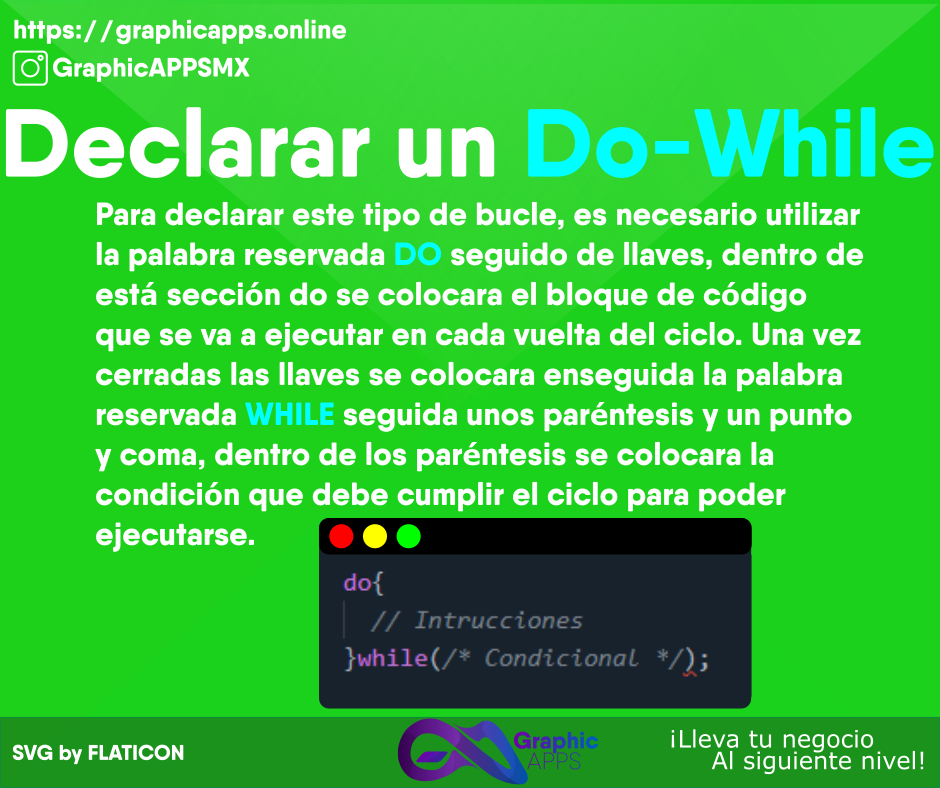 https://graphicapps.online
GraphicAPPSMX
Declarar un Do-While
Para declarar este tipo de bucle, es necesario utilizar
la palabra reservada DO seguido de llaves, dentro de
está sección do se colocara el bloque de código
que se va a ejecutar en cada vuelta del ciclo. Una vez
cerradas las llaves se colocara enseguida la palabra
reservada WHILE seguida unos paréntesis y un punto
y coma, dentro de los paréntesis se colocara la
condición que debe cumplir el ciclo para poder
ejecutarse.
do{
// Intrucciones
}while(/* Condicional */);
SVG by FLATICON
Graphic
APPS
¡Lleva tu negocio
Al siguiente nivel!